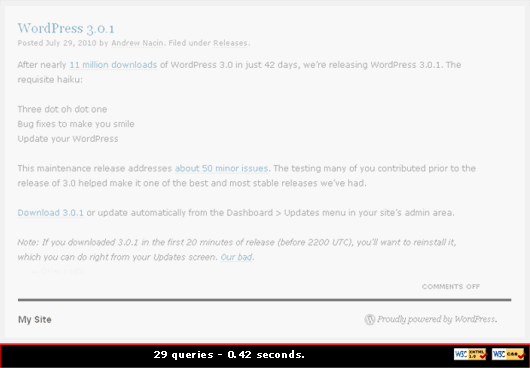 WordPress 3.0.1
Posted July 29, 2010 by Andrew Nacin. Filed under Releases.
After nearly 11 million downloads of WordPress 3.0 in just 42 days, we're releasing WordPress 3.0.1. The
requisite haiku:
Three dot oh dot one
Bug fixes to make you smile
Update your WordPress
This maintenance release addresses about 50 minor issues. The testing many of you contributed prior to the
release of 3.0 helped make it one of the best and most stable releases we've had.
Download 3.0.1 or update automatically from the Dashboard > Updates menu in your site's admin area.
Note: If you downloaded 3.0.1 in the first 20 minutes of release (before 2200 UTC), you'll want to reinstall it,
which you can do right from your Updates screen. Our bad.
COMMENTS OFF
My Site
Proudly powered by WordPress.
29 queries - 0.42 seconds.
W3C
W3C